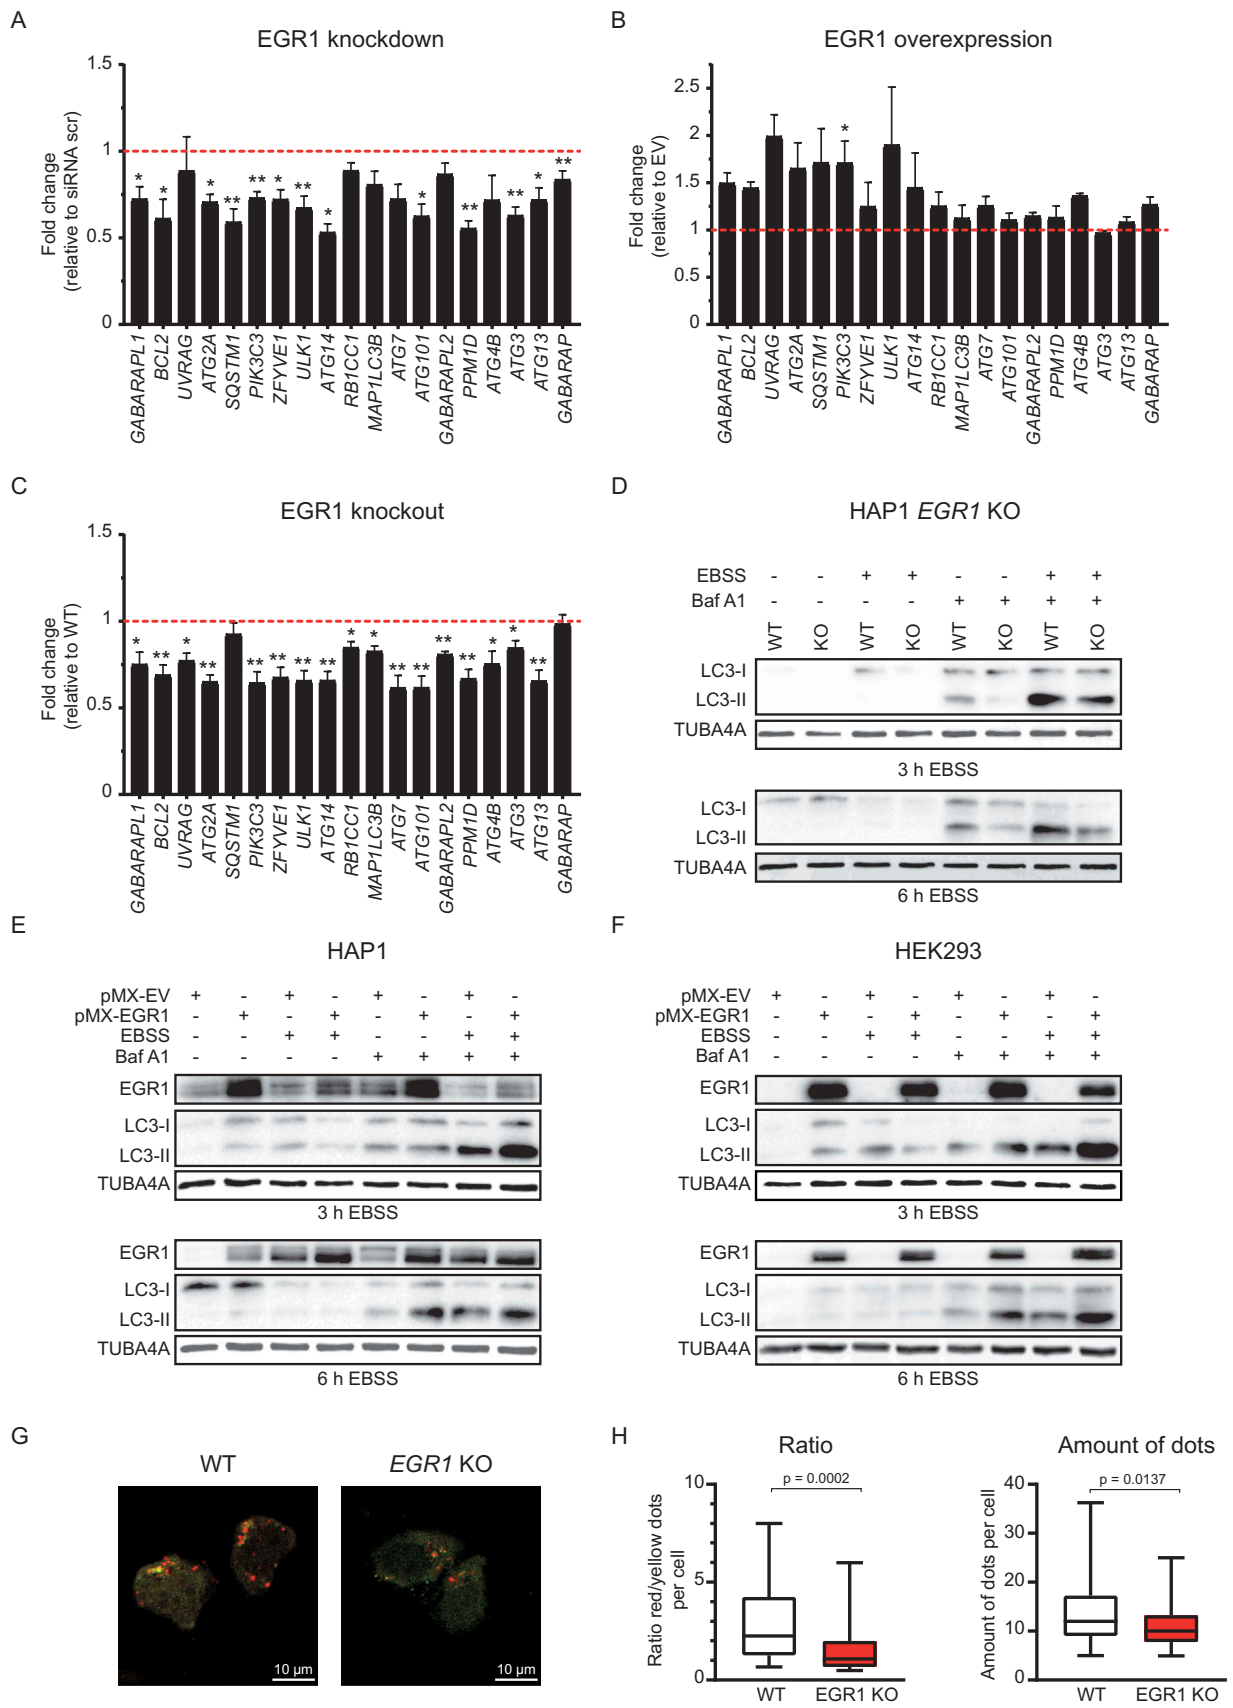 A
EGR1 knockdown
Fold change
(relative to siRNA scr)
1.5
1
0.5
0
* * * ** ** * ** * * ** ** * **
GABARAPL1 BCL2 UVRAG ATG2A SQSTM1 PIK3C3 ZFYVE1 ULK1 ATG14 RB1CC1 MAP1LC3B ATG7 ATG101 GABARAPL2 PPM1D ATG4B ATG3 ATG13 GABARAP
B
EGR1 overexpression
Fold change
(relative to EV)
2.5
2
1.5
1
0.5
0
*
GABARAPL1 BCL2 UVRAG ATG2A SQSTM1 PIK3C3 ZFYVE1 ULK1 ATG14 RB1CC1 MAP1LC3B ATG7 ATG101 GABARAPL2 PPM1D ATG4B ATG3 ATG13 GABARAP
C
EGR1 knockout
Fold change
(relative to WT)
1.5
1
0.5
0
* ** * ** ** ** ** ** * * ** ** ** ** * * **
GABARAPL1 BCL2 UVRAG ATG2A SQSTM1 PIK3C3 ZFYVE1 ULK1 ATG14 RB1CC1 MAP1LC3B ATG7 ATG101 GABARAPL2 PPM1D ATG4B ATG3 ATG13 GABARAP
D
HAP1 EGR1 KO
EBSS - - + + - - + +
Baf A1 - - - - + + + +
WT KO WT KO WT KO WT KO
LC3-I
LC3-II
TUBA4A
3 h EBSS
LC3-I
LC3-II
TUBA4A
6 h EBSS
E
HAP1
pMX-EV + - + - + - + -
pMX-EGR1 - + - + - + - +
EBSS - - + + - - + +
Baf A1 - - - - + + + +
EGR1
LC3-I
LC3-II
TUBA4A
3 h EBSS
EGR1
LC3-I
LC3-II
TUBA4A
6 h EBSS
F
HEK293
pMX-EV + - + - + - + -
pMX-EGR1 - + - + - + - +
EBSS - - + + - - + +
Baf A1 - - - - + + + +
EGR1
LC3-I
LC3-II
TUBA4A
3 h EBSS
EGR1
LC3-I
LC3-II
TUBA4A
6 h EBSS
G
WT
EGR1 KO
10 µm
10 µm
H
Ratio
p = 0.0002
Ratio red/yellow dots
per cell
10
5
0
WT EGR1 KO
Amount of dots
p = 0.0137
Amount of dots per cell
40
30
20
10
0
WT EGR1 KO